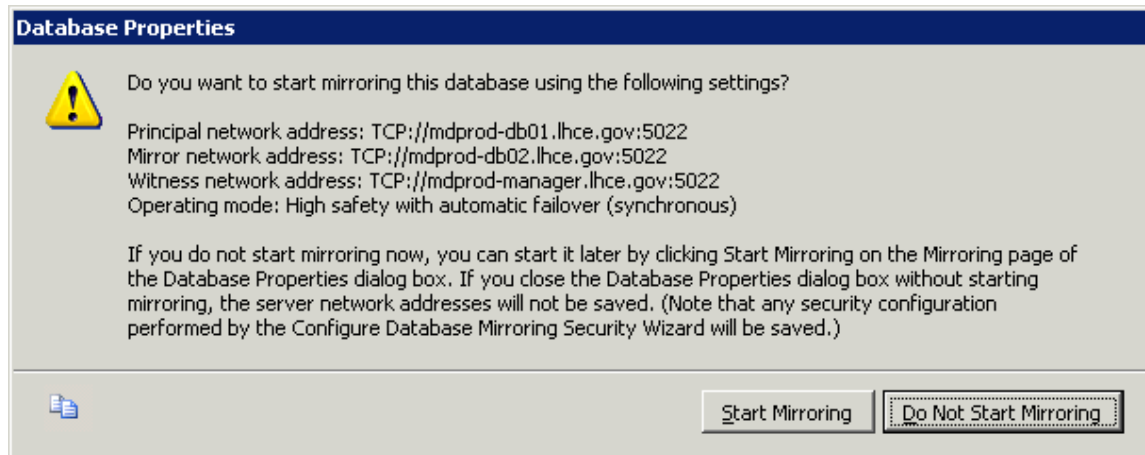 Database Properties
Do you want to start mirroring this database using the following settings?
Principal network address: TCP://mdprod-db01.lhce.gov:5022
Mirror network address: TCP://mdprod-db02.lhce.gov:5022
Witness network address: TCP://mdprod-manager.lhce.gov:5022
Operating mode: High safety with automatic failover (synchronous)
If you do not start mirroring now, you can start it later by clicking Start Mirroring on the Mirroring page of
the Database Properties dialog box. If you close the Database Properties dialog box without starting
mirroring, the server network addresses will not be saved. (Note that any security configuration
performed by the Configure Database Mirroring Security Wizard will be saved.)
Start Mirroring
Do Not Start Mirroring